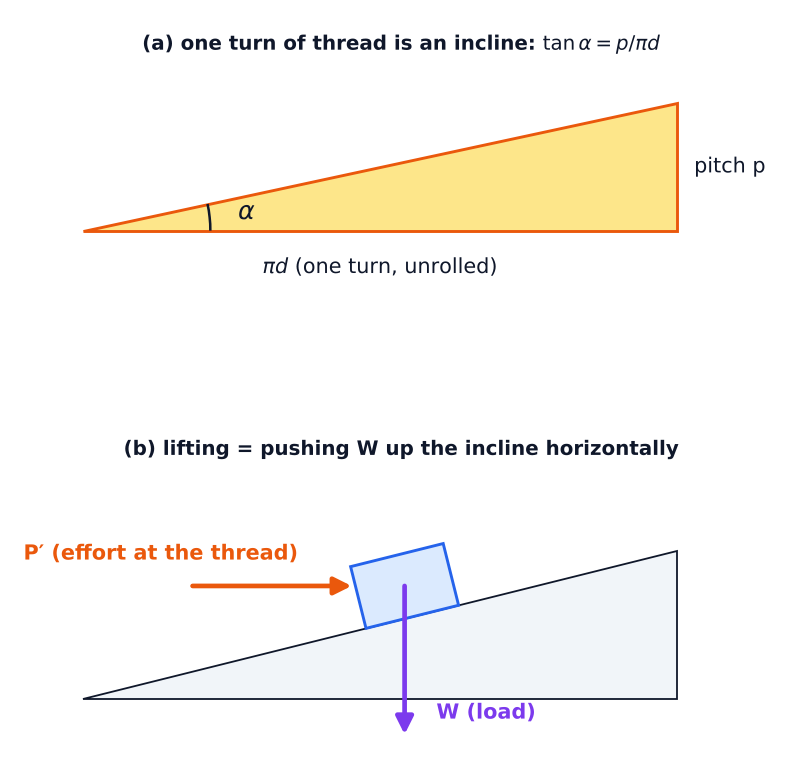 (a) one turn of thread is an incline: tan α = p/πd
pitch p
α
πd (one turn, unrolled)
(b) lifting = pushing W up the incline horizontally
P′ (effort at the thread)
W (load)